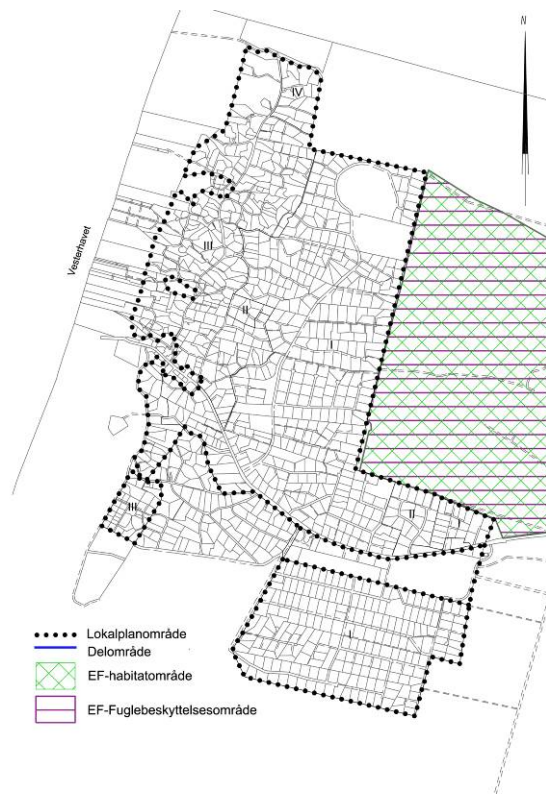 N
IV
Vesterhavet
III
II
I
II
I
III
I
Lokalplanområde
Delområde
EF-habitatområde
EF-Fuglebeskyttelsesområde